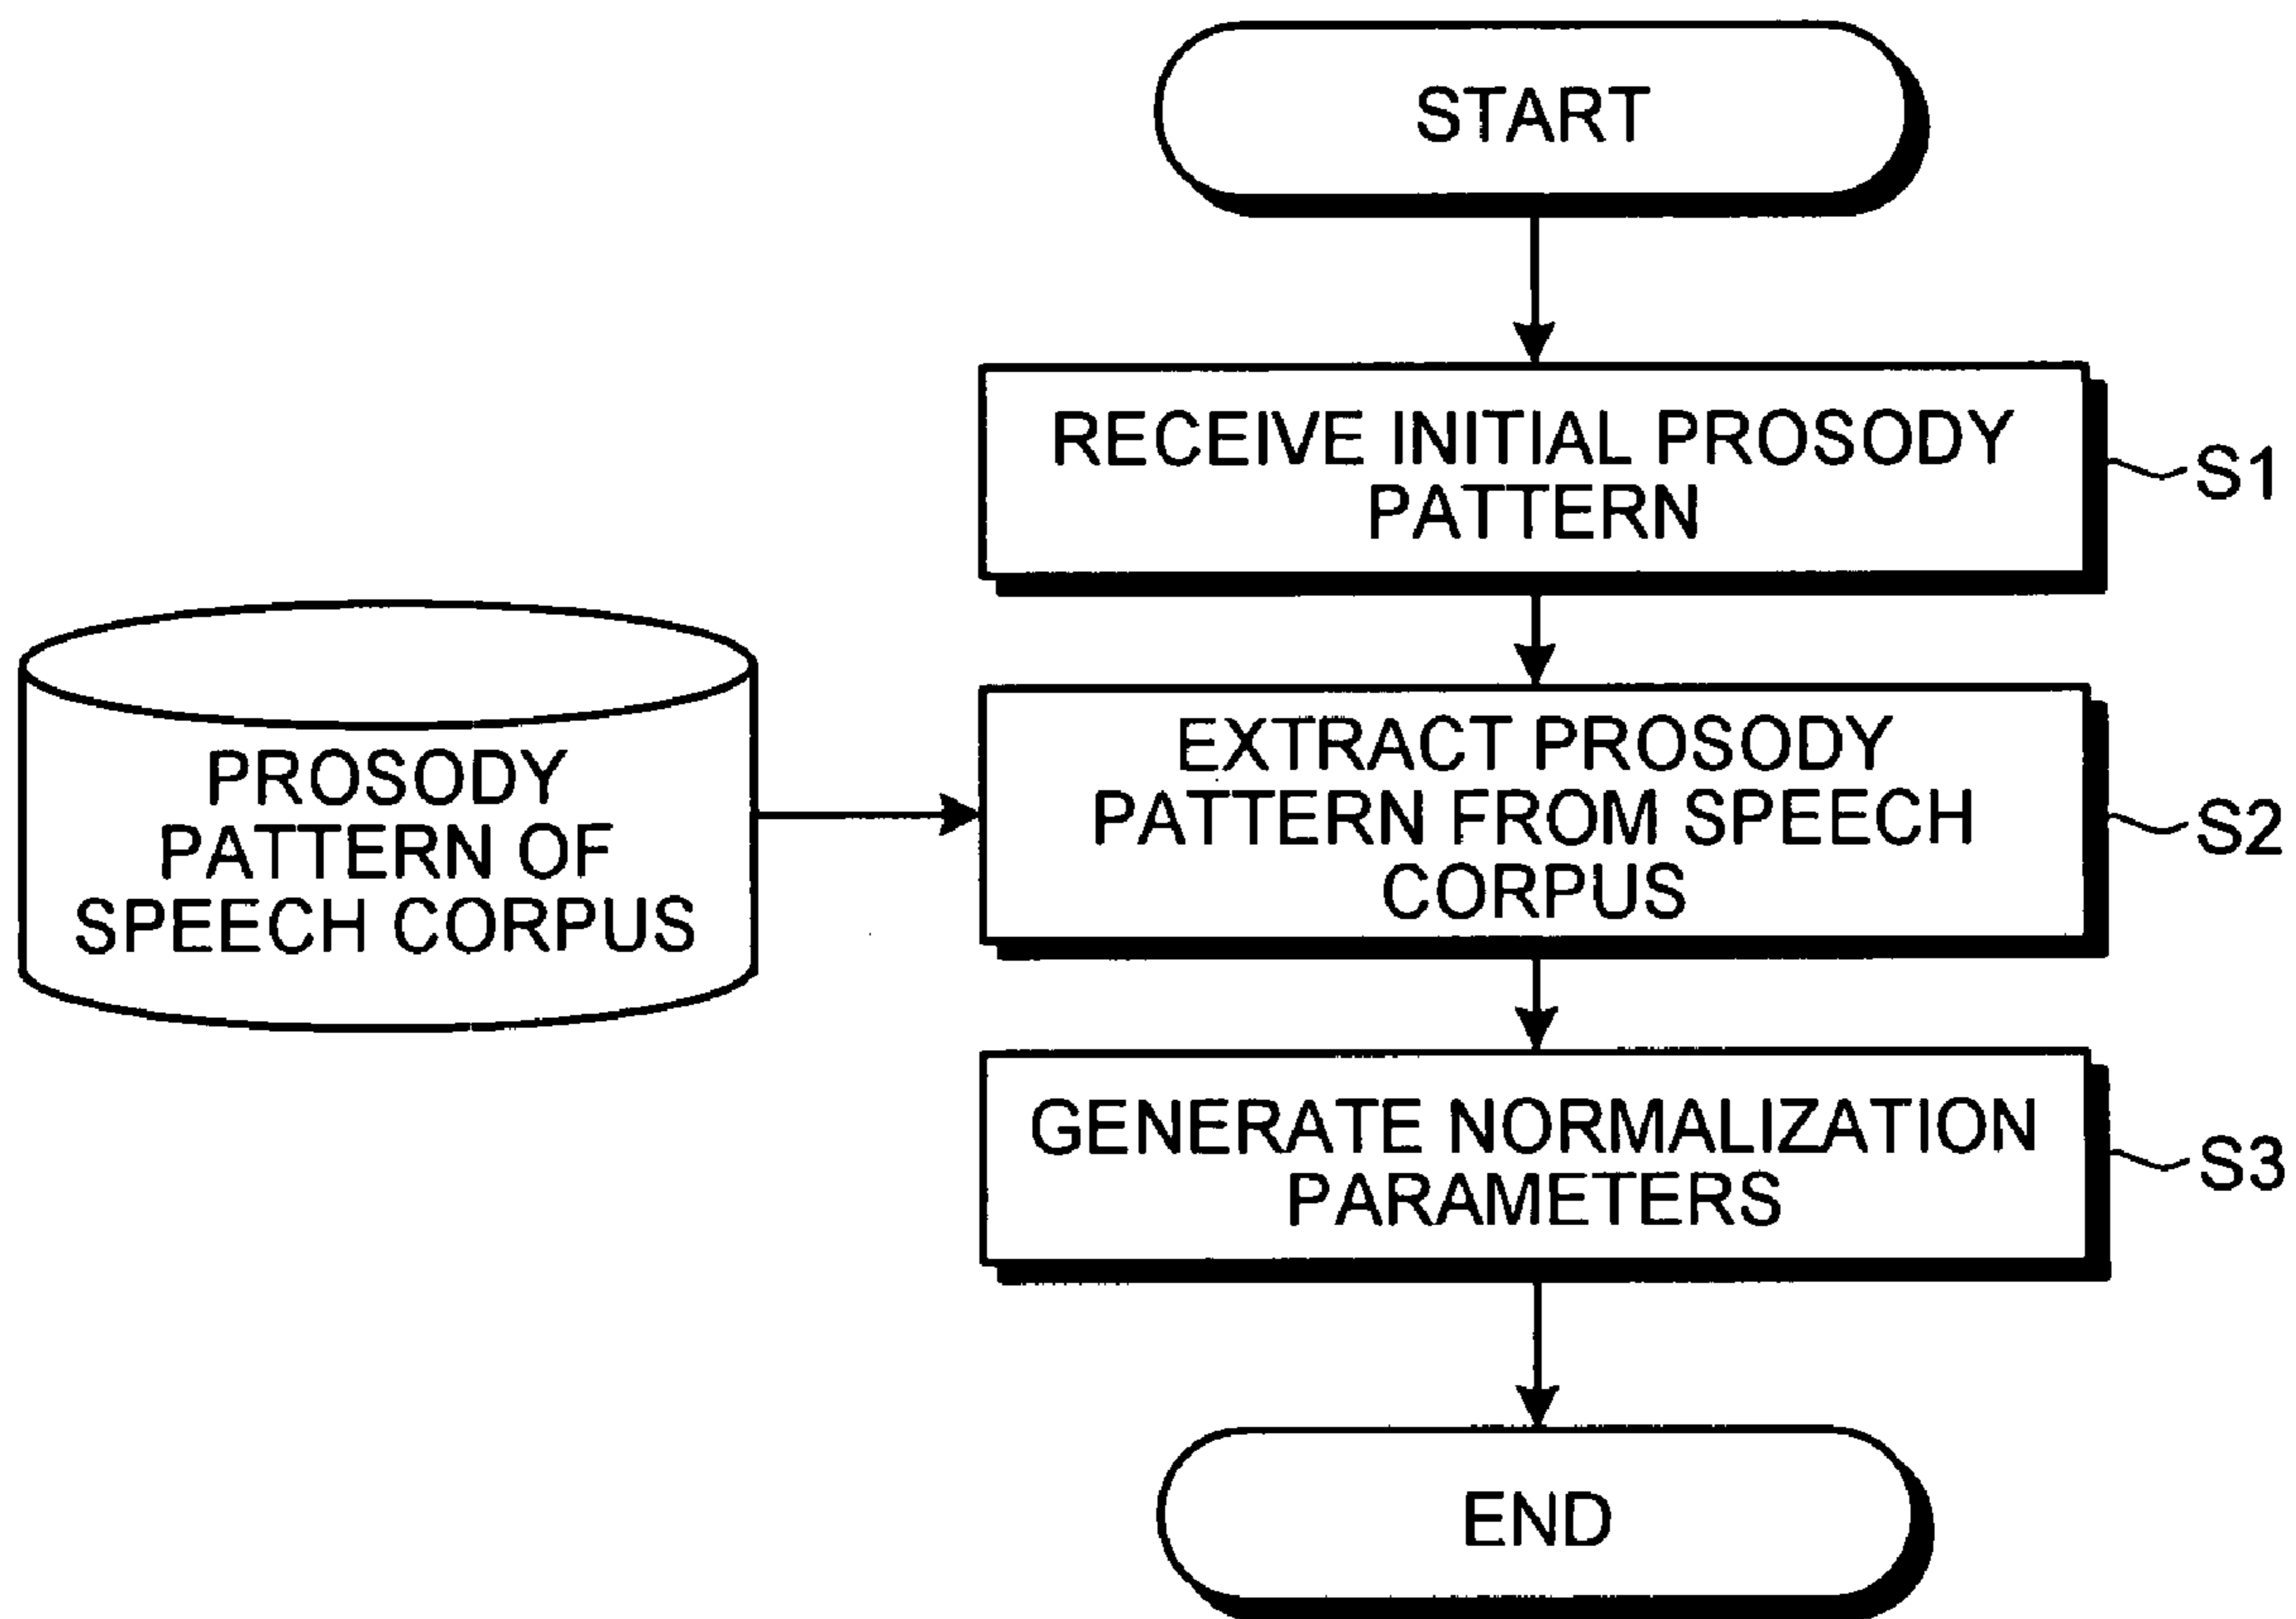 START
RECEIVE INITIAL PROSODY
PATTERN
S1
PROSODY
PATTERN OF
SPEECH CORPUS
EXTRACT PROSODY
PATTERN FROM SPEECH
CORPUS
S2
GENERATE NORMALIZATION
PARAMETERS
S3
END